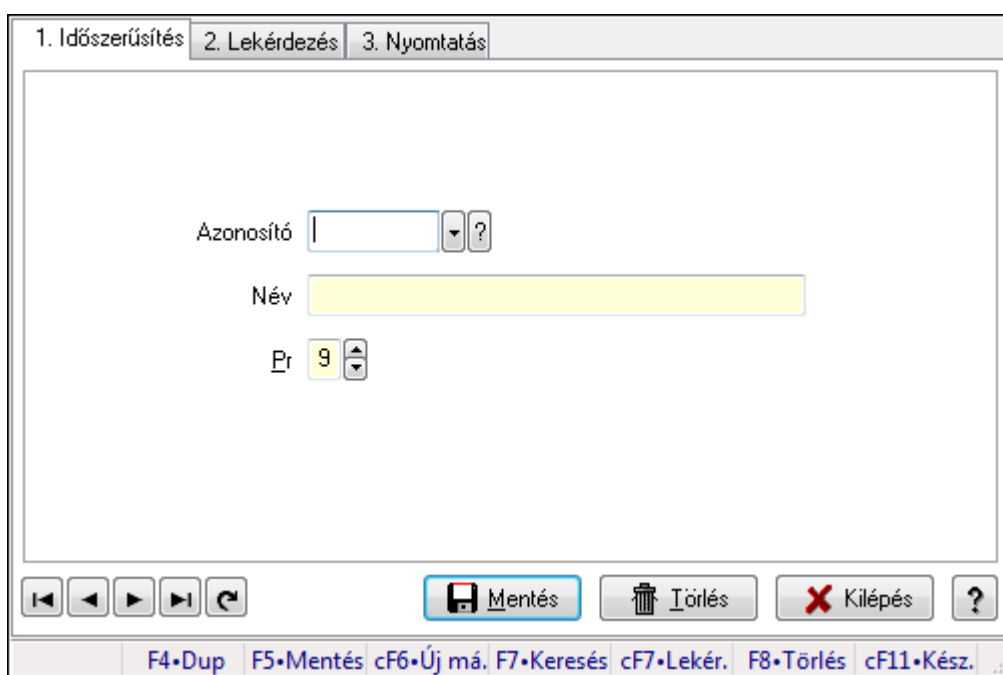 1. Időszerűsítés 2. Lekérdezés 3. Nyomtatás
Azonosító ?
Név
Pr 9
Mentés Törlés Kilépés ?
F4•Dup F5•Mentés cF6•Új má. F7•Keresés cF7•Lekér. F8•Törlés cF11•Kész.